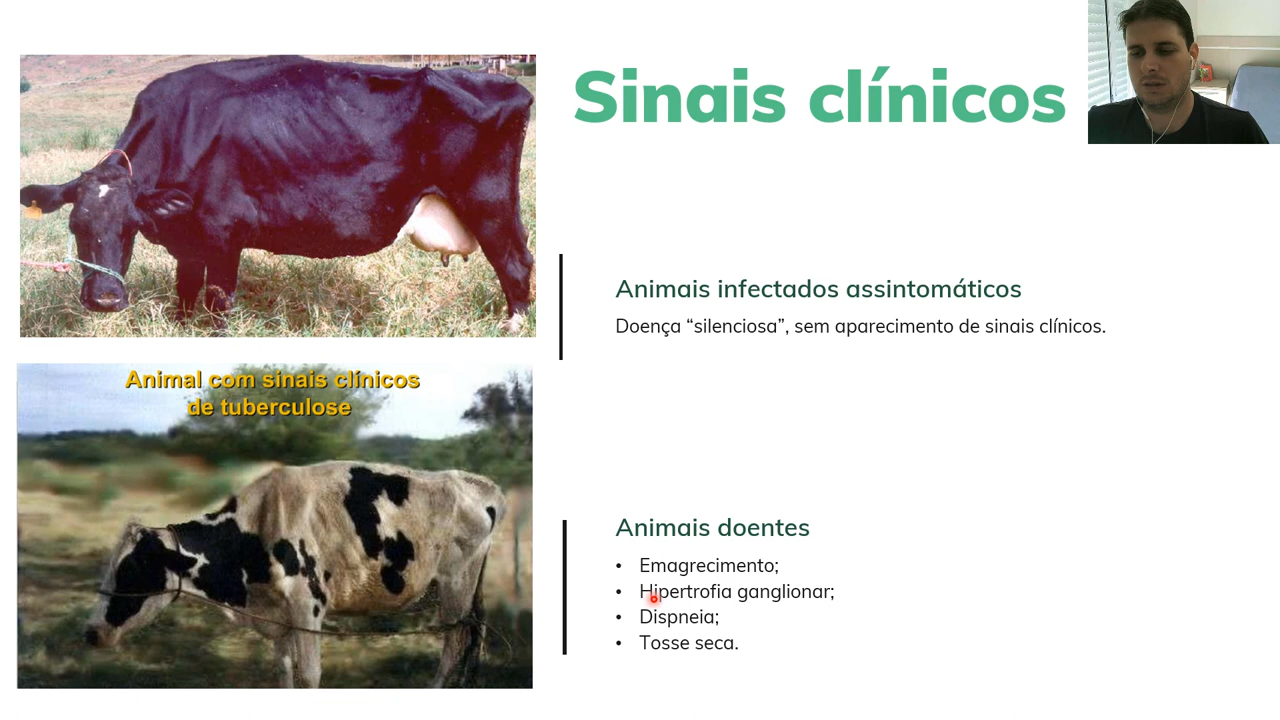 Sinais clínicos
Animais infectados assintomáticos
Doença “silenciosa”, sem aparecimento de sinais clínicos.
Animal com sinais clínicos
de tuberculose
Animais doentes
• Emagrecimento;
• Hipertrofia ganglionar;
• Dispneia;
• Tosse seca.